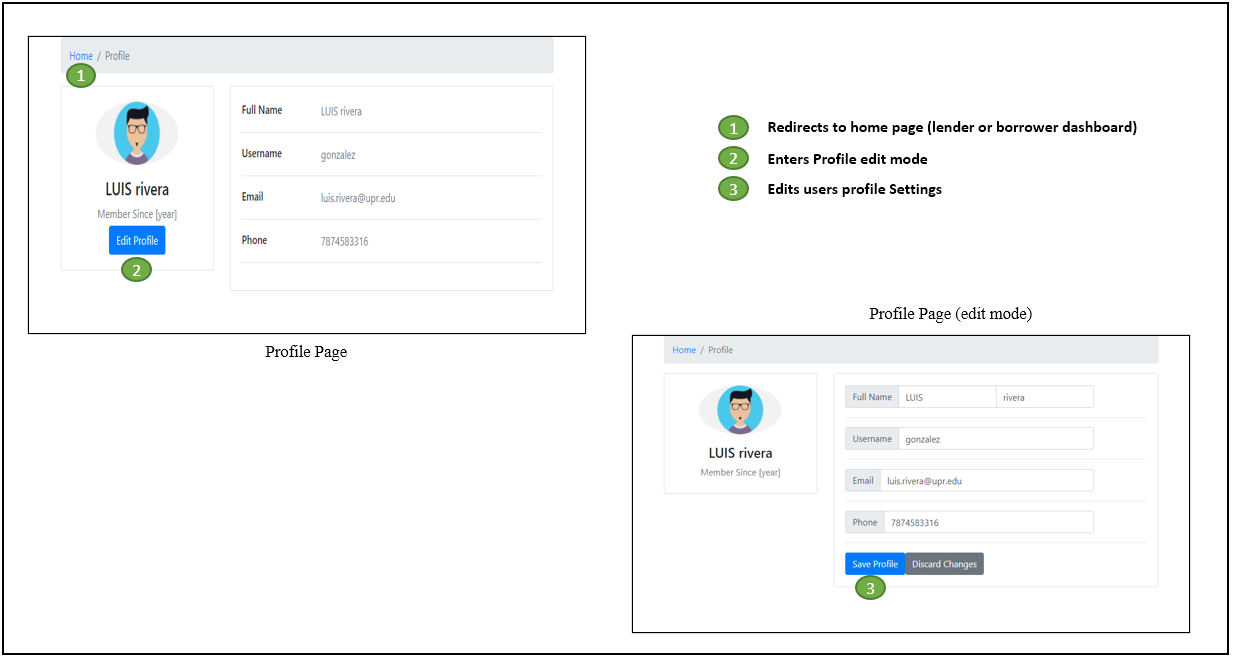 Home / Profile
1
LUIS rivera
Member Since [year]
Edit Profile
2
Full Name LUIS rivera
Username gonzalez
Email luis.rivera@upr.edu
Phone 7874583316
Profile Page
1 Redirects to home page (lender or borrower dashboard)
2 Enters Profile edit mode
3 Edits users profile Settings
Profile Page (edit mode)
Home / Profile
LUIS rivera
Member Since [year]
Full Name LUIS rivera
Username gonzalez
Email luis.rivera@upr.edu
Phone 7874583316
Save Profile Discard Changes
3